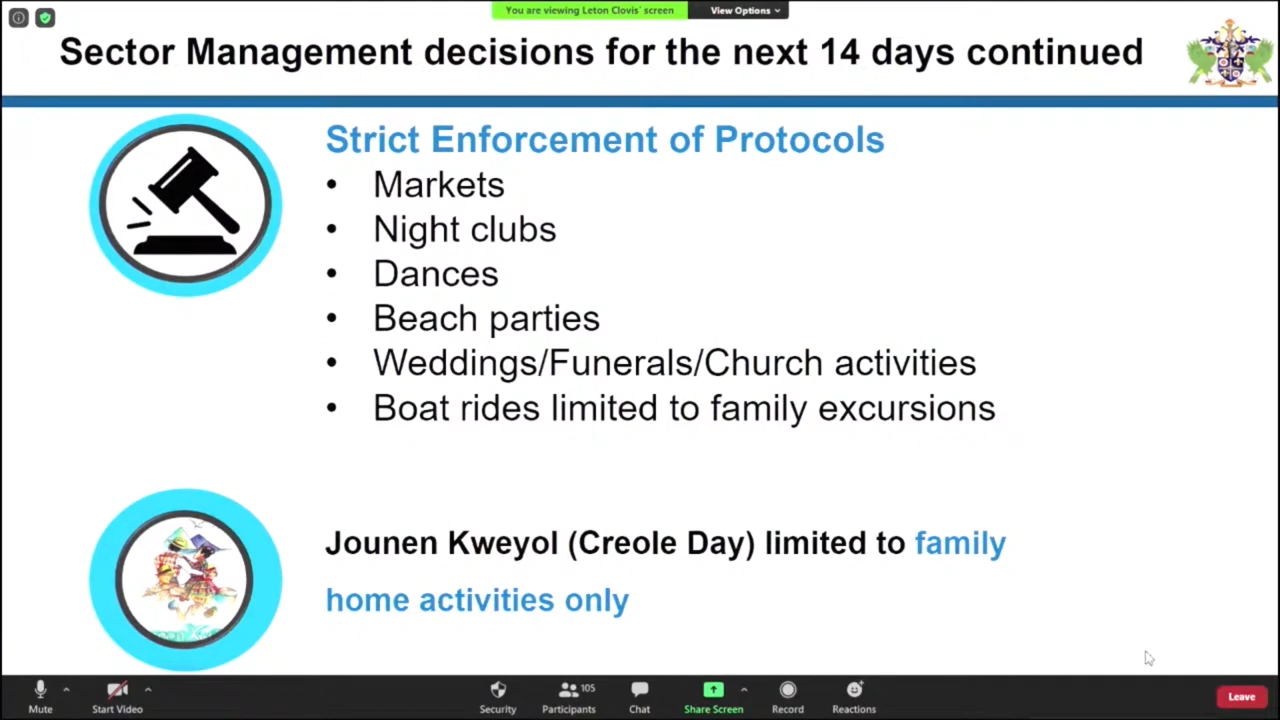 You are viewing Leton Clovis' screen
View Options
Sector Management decisions for the next 14 days continued
Strict Enforcement of Protocols
• Markets
• Night clubs
• Dances
• Beach parties
• Weddings/Funerals/Church activities
• Boat rides limited to family excursions
Jounen Kweyol (Creole Day) limited to family
home activities only
105
Mute
Start Video
Security
Participants
Chat
Share Screen
Record
Reactions
Leave